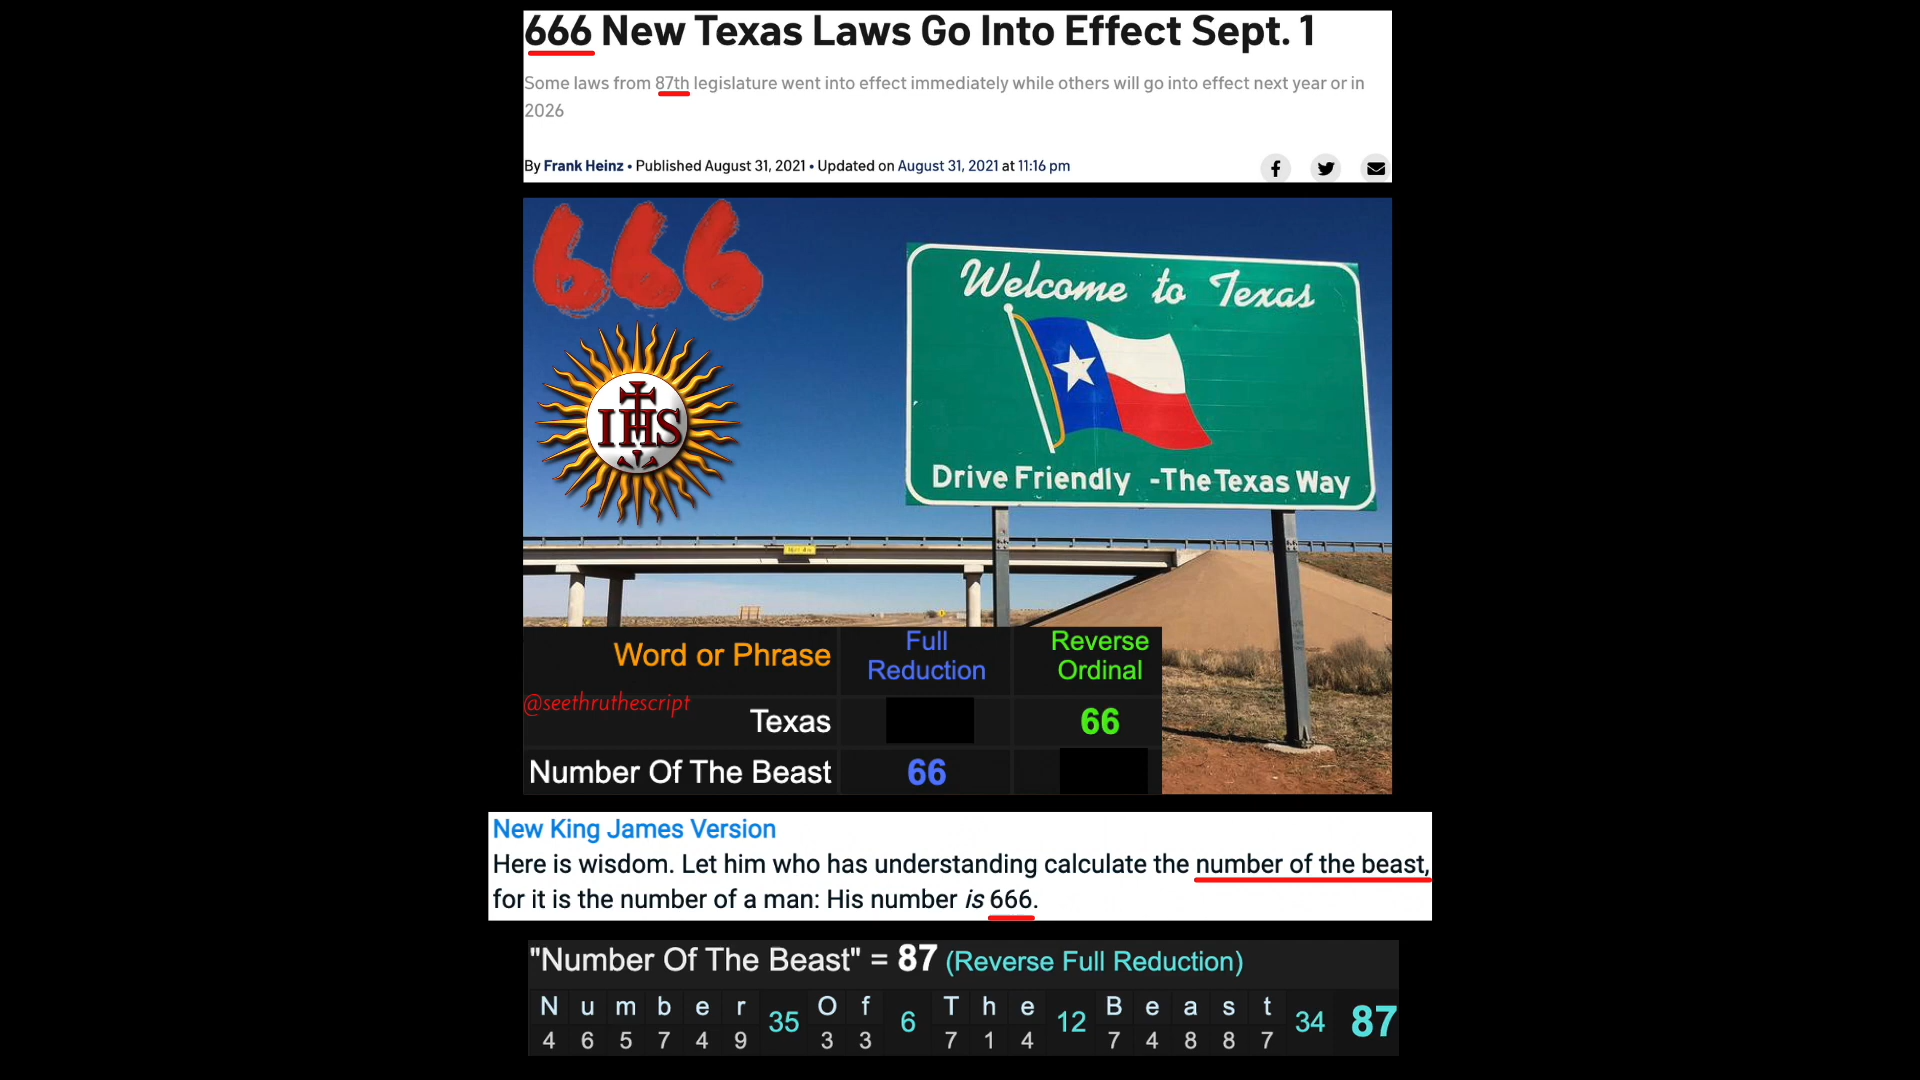 666 New Texas Laws Go Into Effect Sept. 1
Some laws from 87th legislature went into effect immediately while others will go into effect next year or in
2026
By Frank Heinz • Published August 31, 2021 • Updated on August 31, 2021 at 11:16 pm
666
Welcome to Texas
IHS
Drive Friendly -The Texas Way
Word or Phrase Full Reduction Reverse Ordinal
@seethruthescript
Texas 66
Number Of The Beast 66
New King James Version
Here is wisdom. Let him who has understanding calculate the number of the beast,
for it is the number of a man: His number is 666.
"Number Of The Beast" = 87 (Reverse Full Reduction)
N u m b e r 35 O f 6 T h e 12 B e a s t 34 87
4 6 5 7 4 9 3 3 7 1 4 7 4 8 8 7